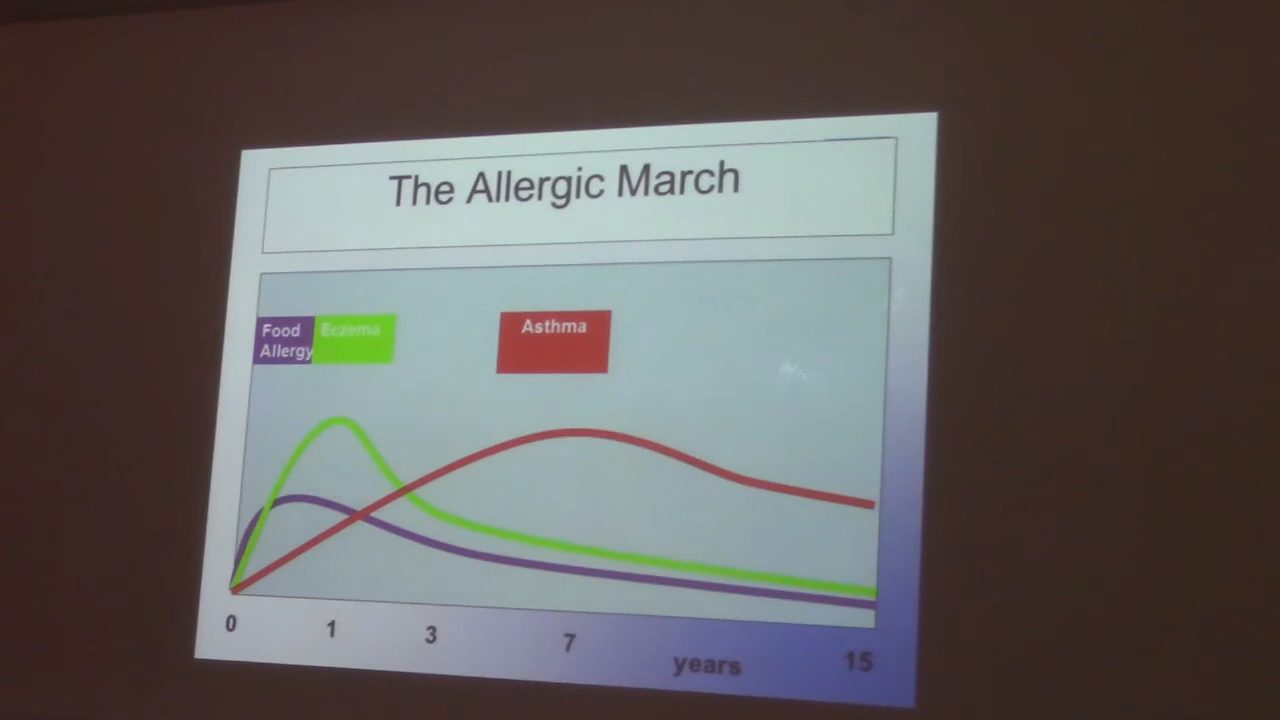 The Allergic March
Food
Allergy
Eczema
Asthma
0
1
3
7
years
15